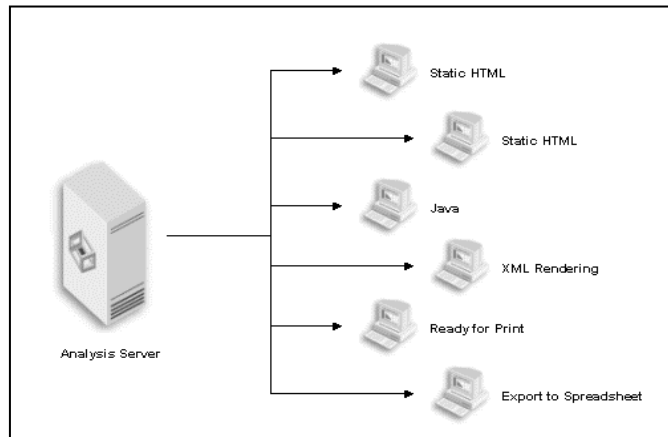 Static HTML
Static HTML
Java
XML Rendering
Ready for Print
Analysis Server
Export to Spreadsheet